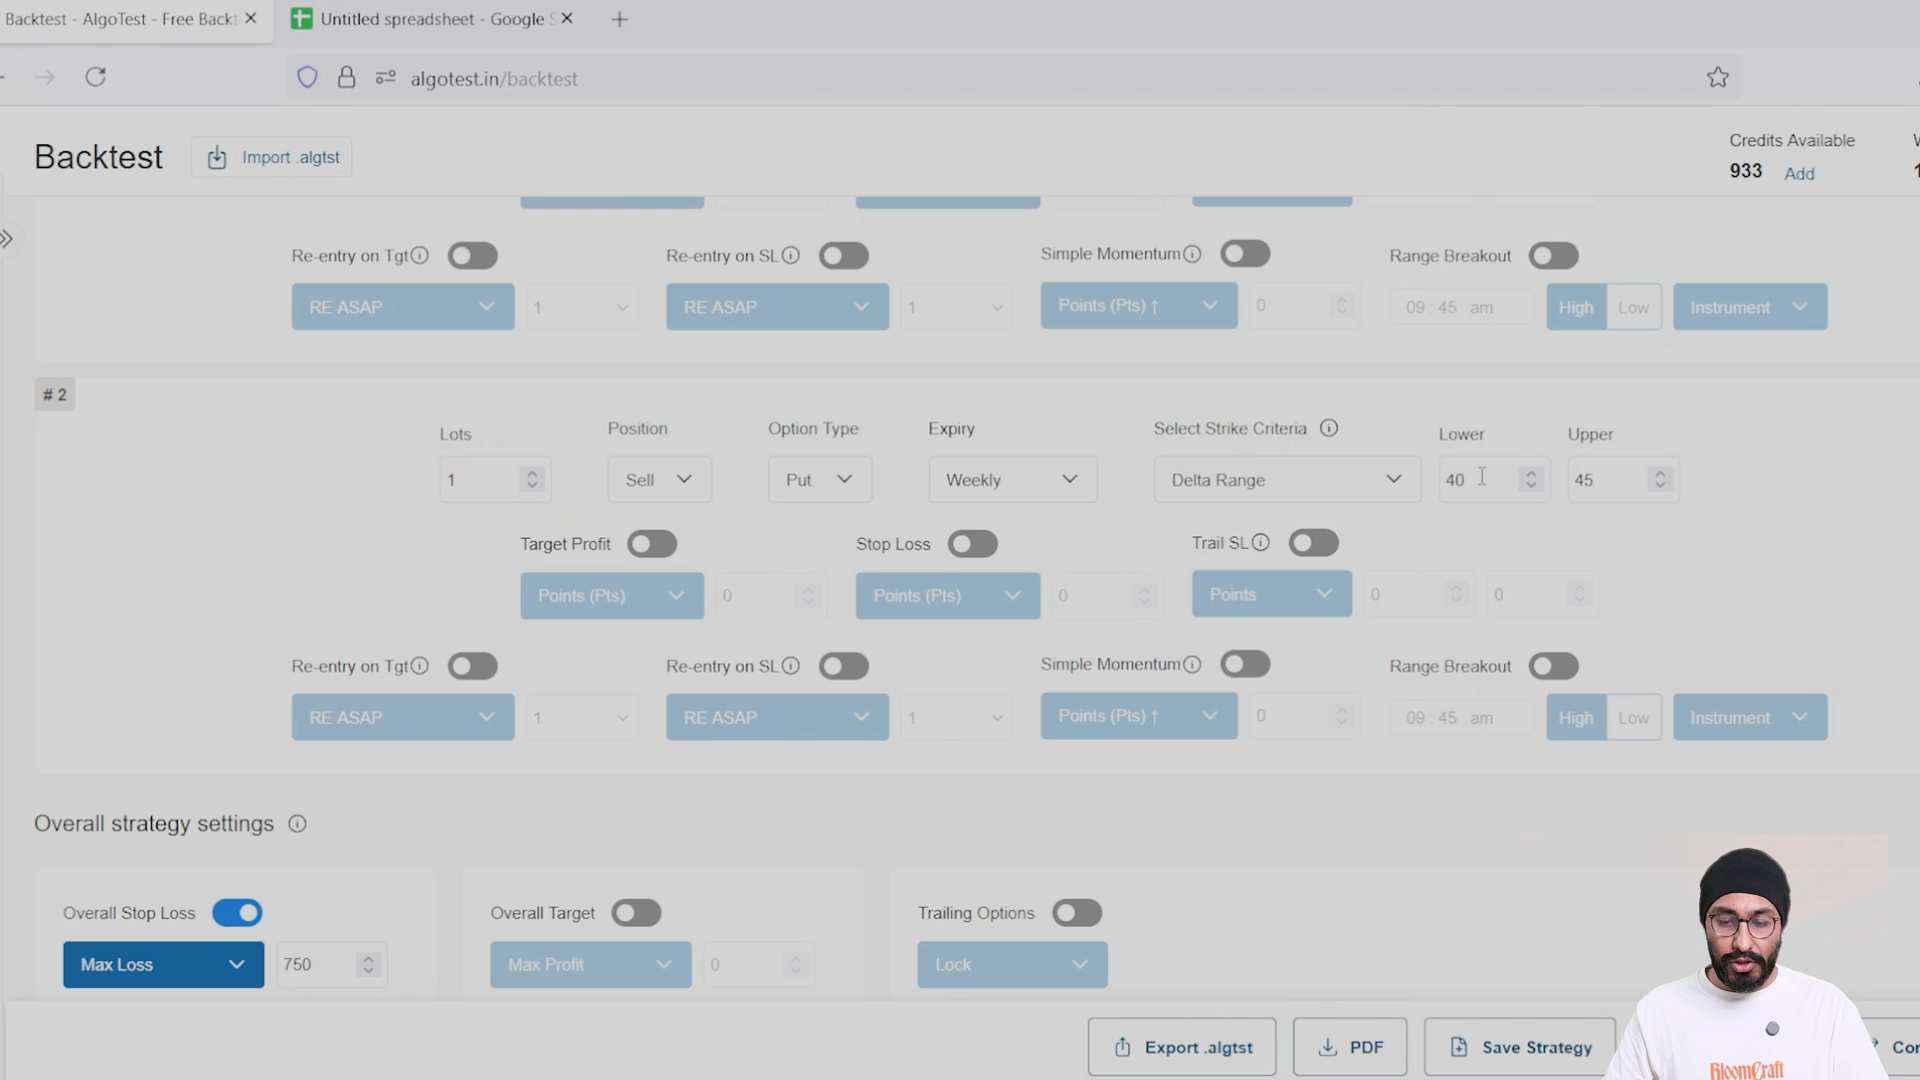 Backtest - AlgoTest - Free Backt
Untitled spreadsheet - Google S
algotest.in/backtest
Backtest
Import .algtst
Credits Available
933 Add
Re-entry on Tgt
Re-entry on SL
Simple Momentum
Range Breakout
RE ASAP
1
RE ASAP
1
Points (Pts) ↑
0
09 : 45 am
High
Low
Instrument
# 2
Lots
Position
Option Type
Expiry
Select Strike Criteria
Lower
Upper
1
Sell
Put
Weekly
Delta Range
40
45
Target Profit
Stop Loss
Trail SL
Points (Pts)
0
Points (Pts)
0
Points
0
0
Re-entry on Tgt
Re-entry on SL
Simple Momentum
Range Breakout
RE ASAP
1
RE ASAP
1
Points (Pts) ↑
0
09 : 45 am
High
Low
Instrument
Overall strategy settings
Overall Stop Loss
Overall Target
Trailing Options
Max Loss
750
Max Profit
0
Lock
Export .algtst
PDF
Save Strategy
BloomCraft